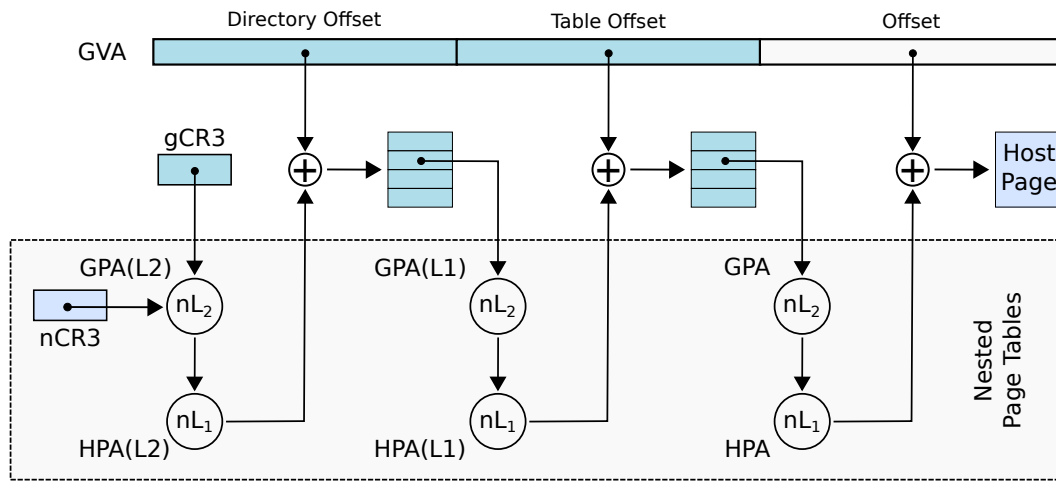 Directory Offset
Table Offset
Offset
GVA
gCR3
Host
Page
GPA(L2)
GPA(L1)
GPA
nL₂
nL₂
nL₂
nCR3
nL₁
nL₁
nL₁
HPA(L2)
HPA(L1)
HPA
Nested
Page Tables